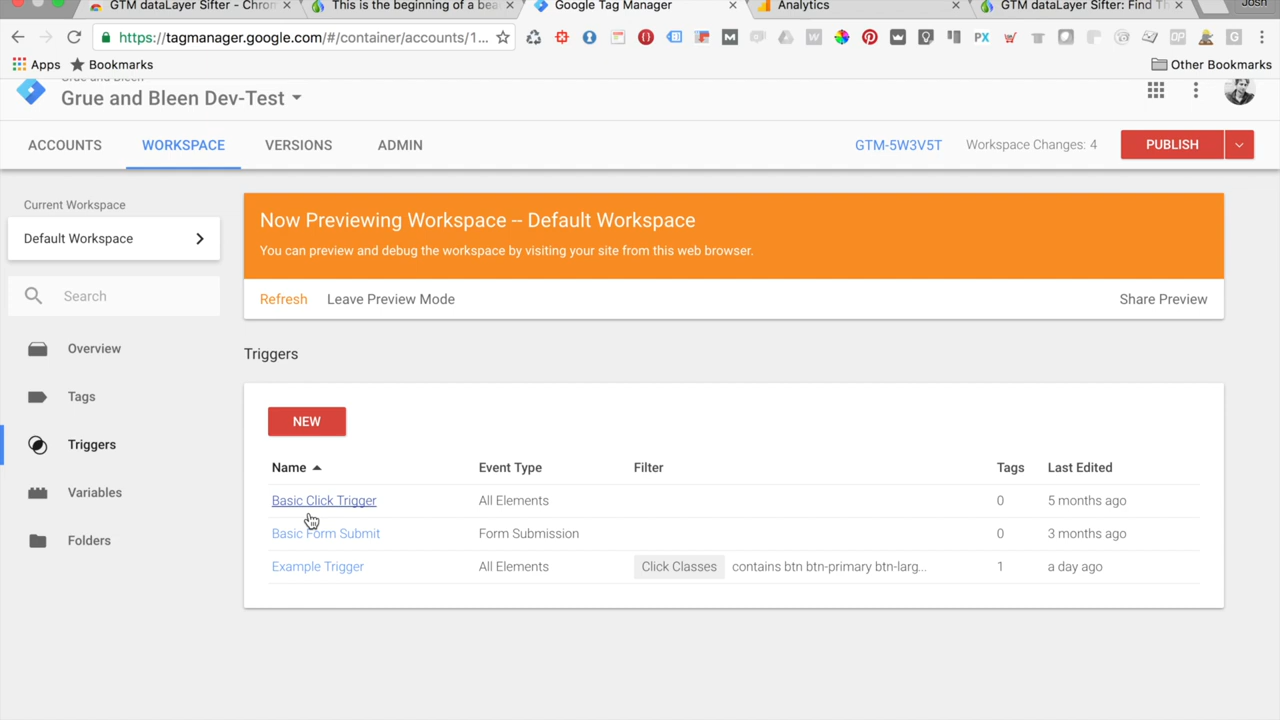 GTM dataLayer Sifter - Chron
This is the beginning of a bea
Google Tag Manager
Analytics
GTM dataLayer Sifter: Find Th
Josh
https://tagmanager.google.com/#/container/accounts/1...
Apps
Bookmarks
Other Bookmarks
Grue and Bleen
Grue and Bleen Dev-Test
ACCOUNTS
WORKSPACE
VERSIONS
ADMIN
GTM-5W3V5T
Workspace Changes: 4
PUBLISH
Current Workspace
Default Workspace
Search
Overview
Tags
Triggers
Variables
Folders
Now Previewing Workspace -- Default Workspace
You can preview and debug the workspace by visiting your site from this web browser.
Refresh
Leave Preview Mode
Share Preview
Triggers
NEW
Name Event Type Filter Tags Last Edited
Basic Click Trigger All Elements 0 5 months ago
Basic Form Submit Form Submission 0 3 months ago
Example Trigger All Elements Click Classes contains btn btn-primary btn-larg... 1 a day ago